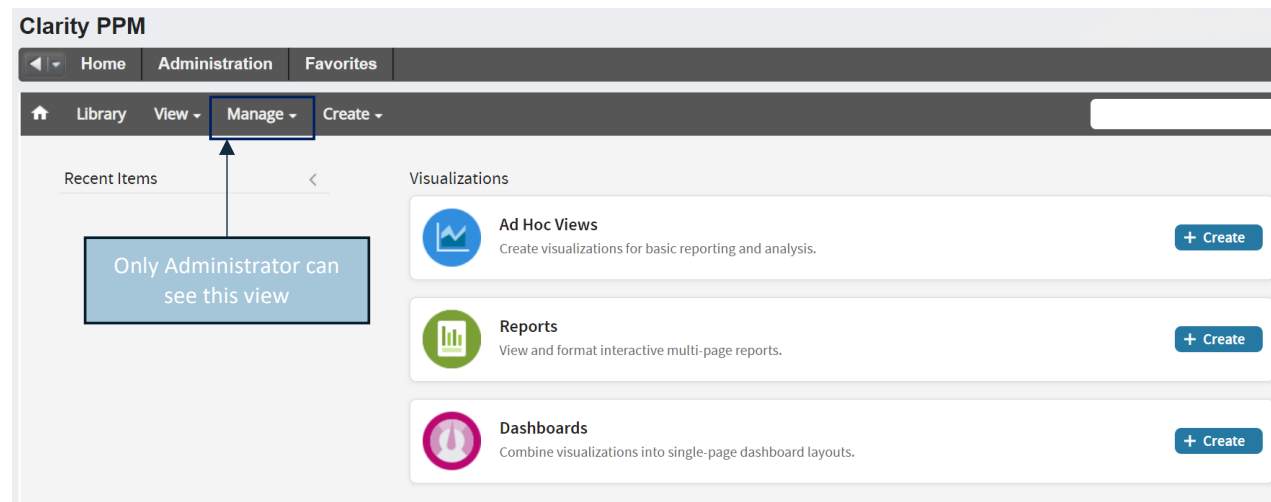 Clarity PPM
Home Administration Favorites
Library View Manage Create
Recent Items
Only Administrator can
see this view
Visualizations
Ad Hoc Views
Create visualizations for basic reporting and analysis.
+ Create
Reports
View and format interactive multi-page reports.
+ Create
Dashboards
Combine visualizations into single-page dashboard layouts.
+ Create